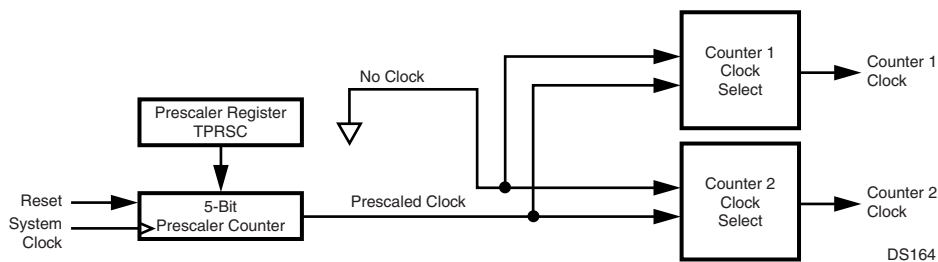 Counter 1
Clock
Select
Counter 1
Clock
No Clock
Prescaler Register
TPRSC
Reset
System
Clock
5-Bit
Prescaler Counter
Prescaled Clock
Counter 2
Clock
Select
Counter 2
Clock
DS164